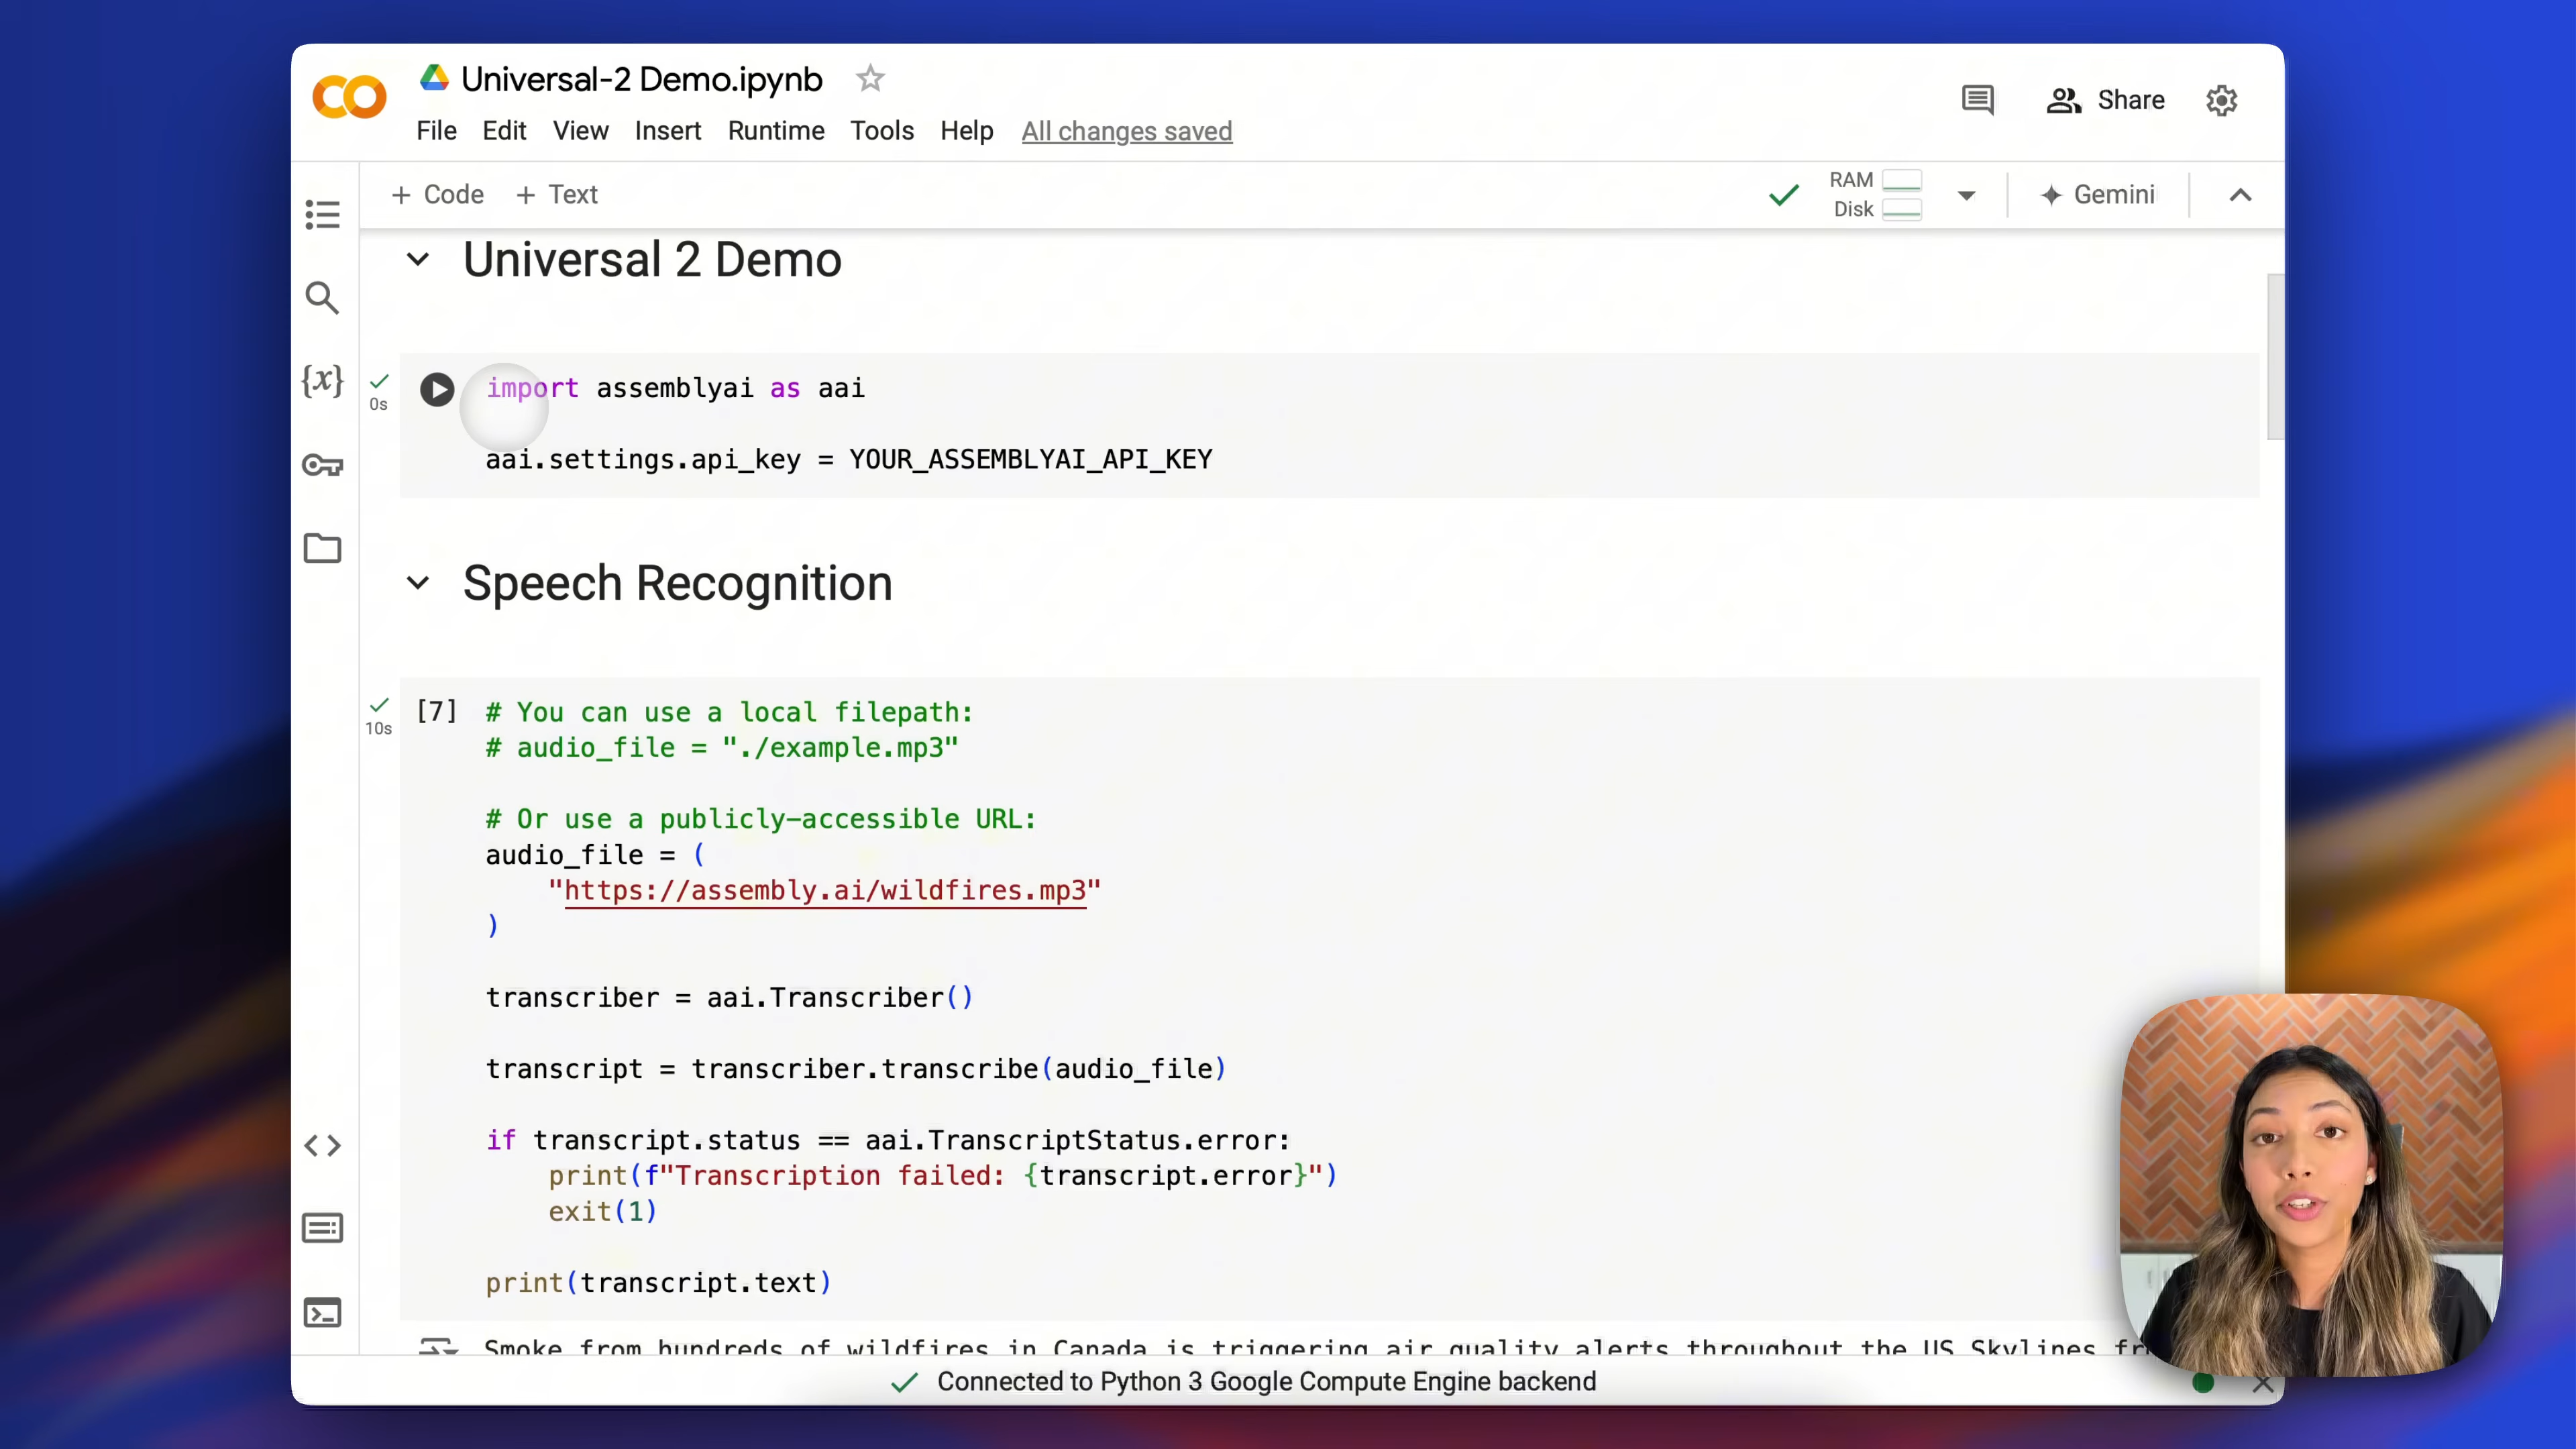 Universal-2 Demo.ipynb
File Edit View Insert Runtime Tools Help All changes saved
Share
+ Code + Text
RAM
Disk
Gemini
Universal 2 Demo
{x}
0s
import assemblyai as aai
aai.settings.api_key = YOUR_ASSEMBLYAI_API_KEY
Speech Recognition
10s
[7] # You can use a local filepath:
# audio_file = "./example.mp3"
# Or use a publicly-accessible URL:
audio_file = (
"https://assembly.ai/wildfires.mp3"
)
transcriber = aai.Transcriber()
transcript = transcriber.transcribe(audio_file)
if transcript.status == aai.TranscriptStatus.error:
print(f"Transcription failed: {transcript.error}")
exit(1)
print(transcript.text)
Smoke from hundreds of wildfires in Canada is triggering air quality alerts throughout the US Skylines
Connected to Python 3 Google Compute Engine backend